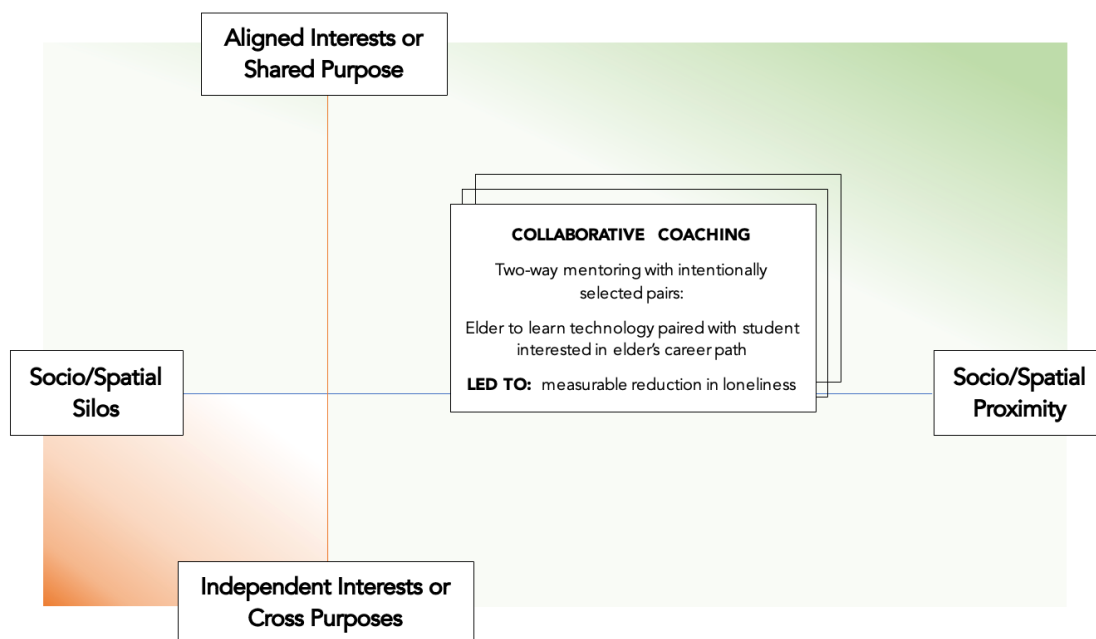 Aligned Interests or
Shared Purpose
COLLABORATIVE COACHING
Two-way mentoring with intentionally
selected pairs:
Elder to learn technology paired with student
interested in elder's career path
LED TO: measurable reduction in loneliness
Socio/Spatial
Silos
Socio/Spatial
Proximity
Independent Interests or
Cross Purposes